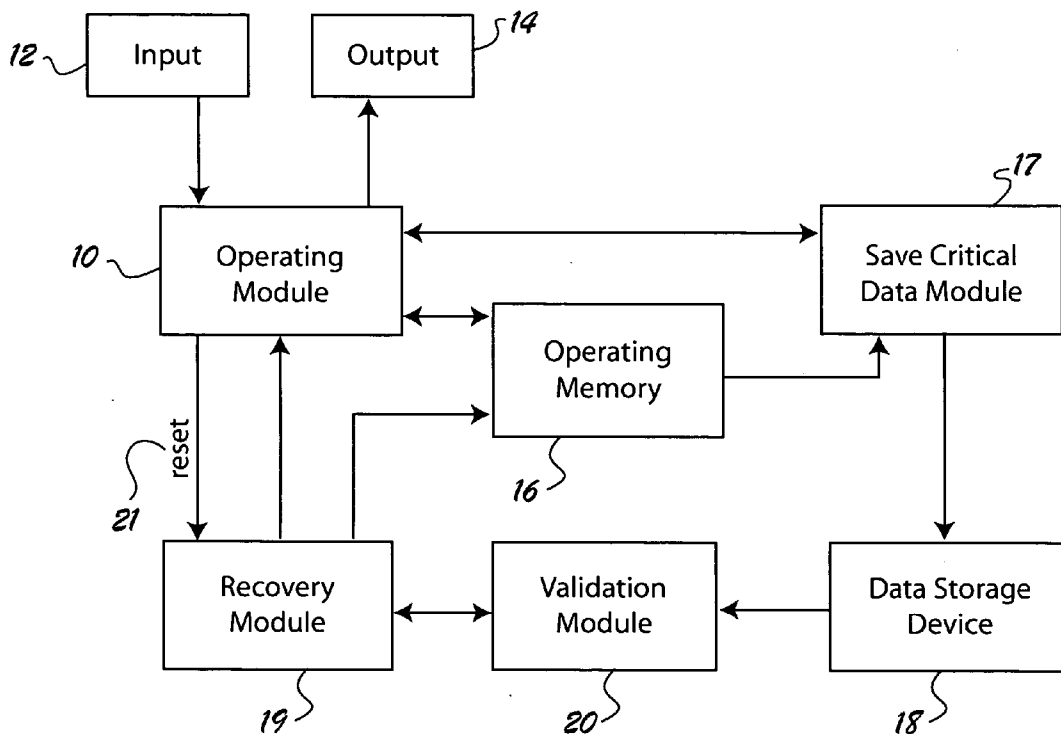 12
Input
Output
14
17
10
Operating
Module
Save Critical
Data Module
Operating
Memory
reset
21
16
Recovery
Module
Validation
Module
Data Storage
Device
19
20
18